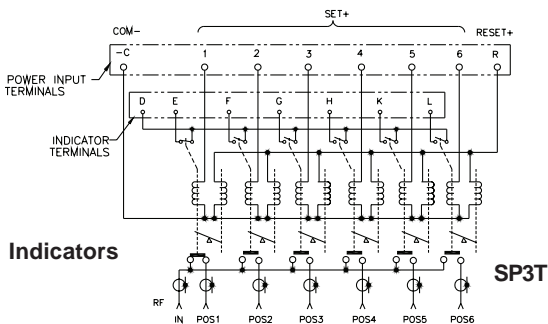 SET+
COM- RESET+
-C 1 2 3 4 5 6 R
POWER INPUT
TERMINALS
D E F G H K L
INDICATOR
TERMINALS
Indicators
SP3T
RF
IN POS1 POS2 POS3 POS4 POS5 POS6